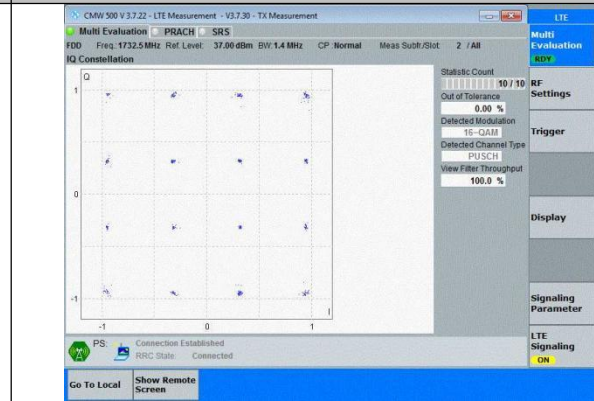 CMW 500 V 3.7.22 - LTE Measurement - V3.7.30 - TX Measurement
LTE
Multi Evaluation PRACH SRS
FDD Freq.:1732.5 MHz Ref. Level: 37.00 dBm BW:1.4 MHz CP :Normal Meas Subfr./Slot: 2 / All
IQ Constellation
Q
1
0
-1
-1 0 1
I
Statistic Count
10 / 10
Out of Tolerance
0.00 %
Detected Modulation
16-QAM
Detected Channel Type
PUSCH
View Filter Throughput
100.0 %
Multi
Evaluation
RDY
RF
Settings
Trigger
Display
Signaling
Parameter
LTE
Signaling
ON
PS: Connection Established
RRC State: Connected
Go To Local
Show Remote
Screen